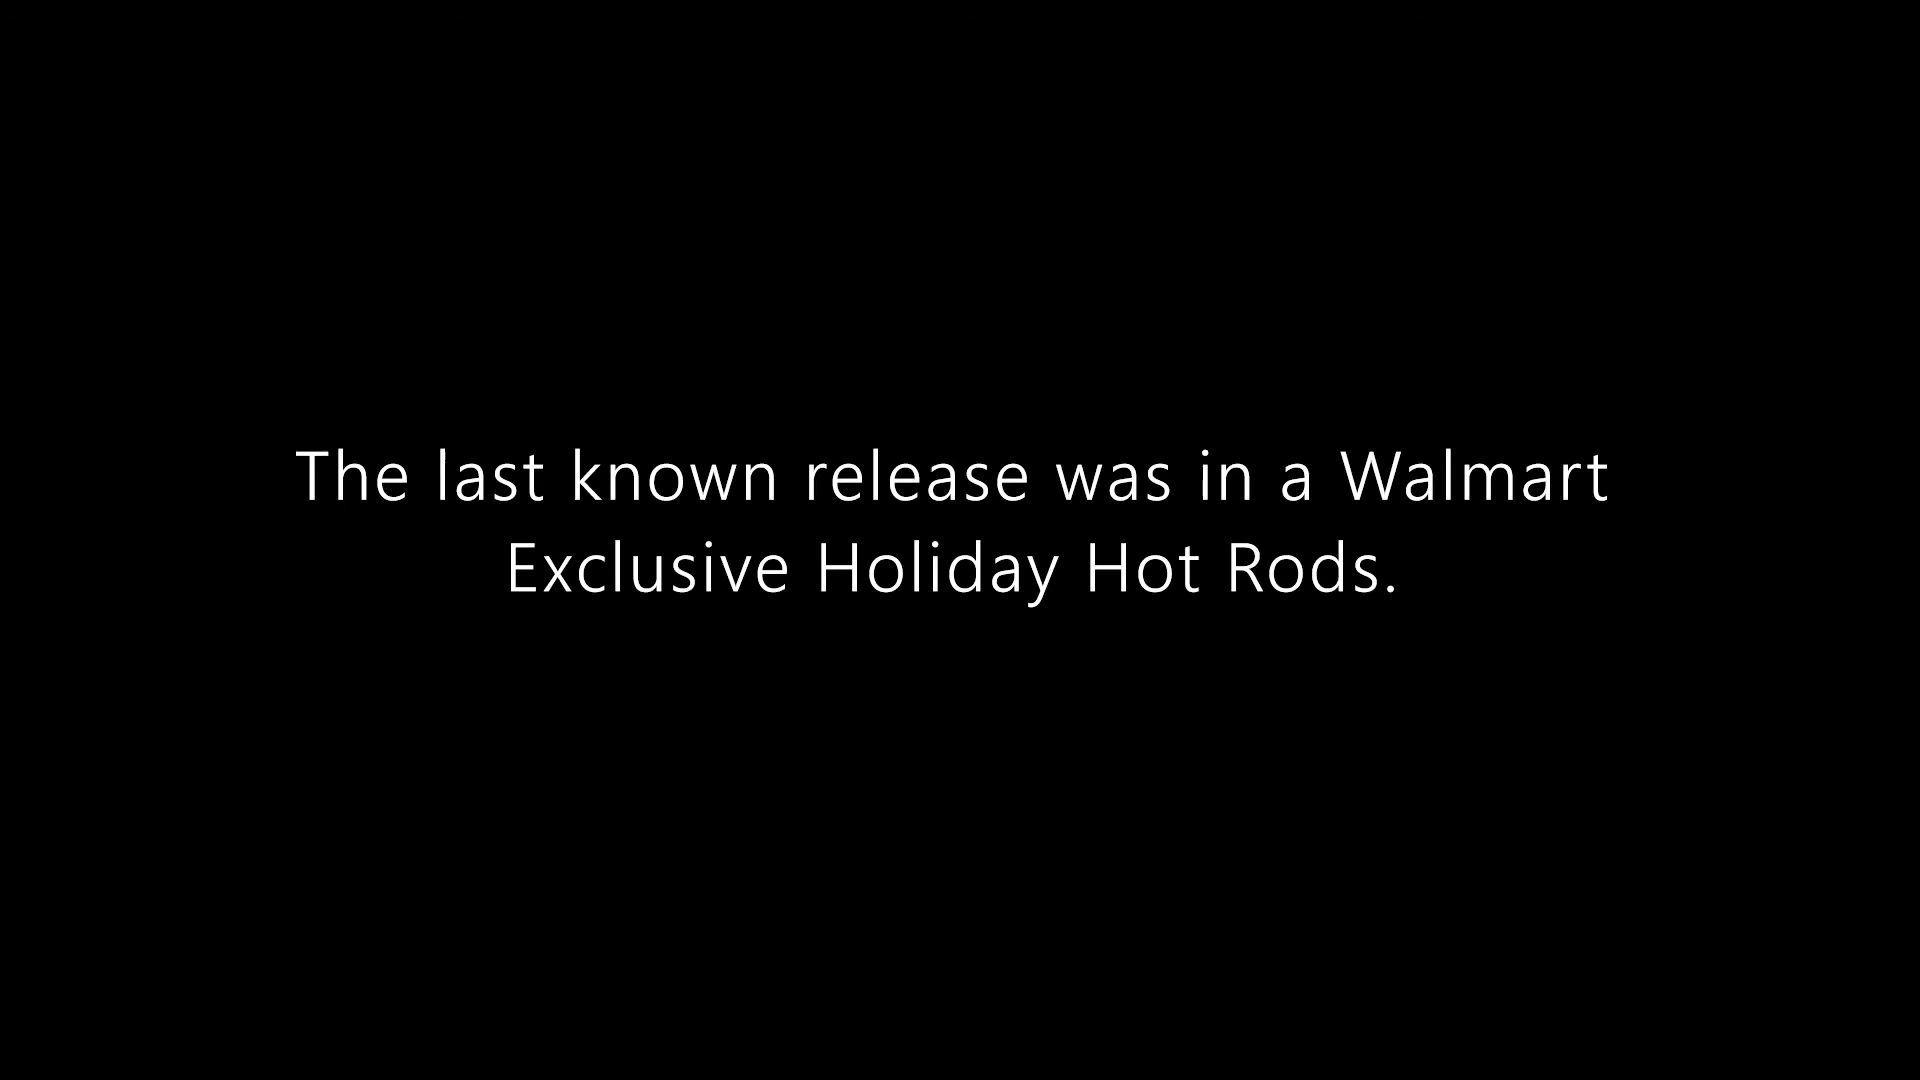 The last known release was in a Walmart
Exclusive Holiday Hot Rods.